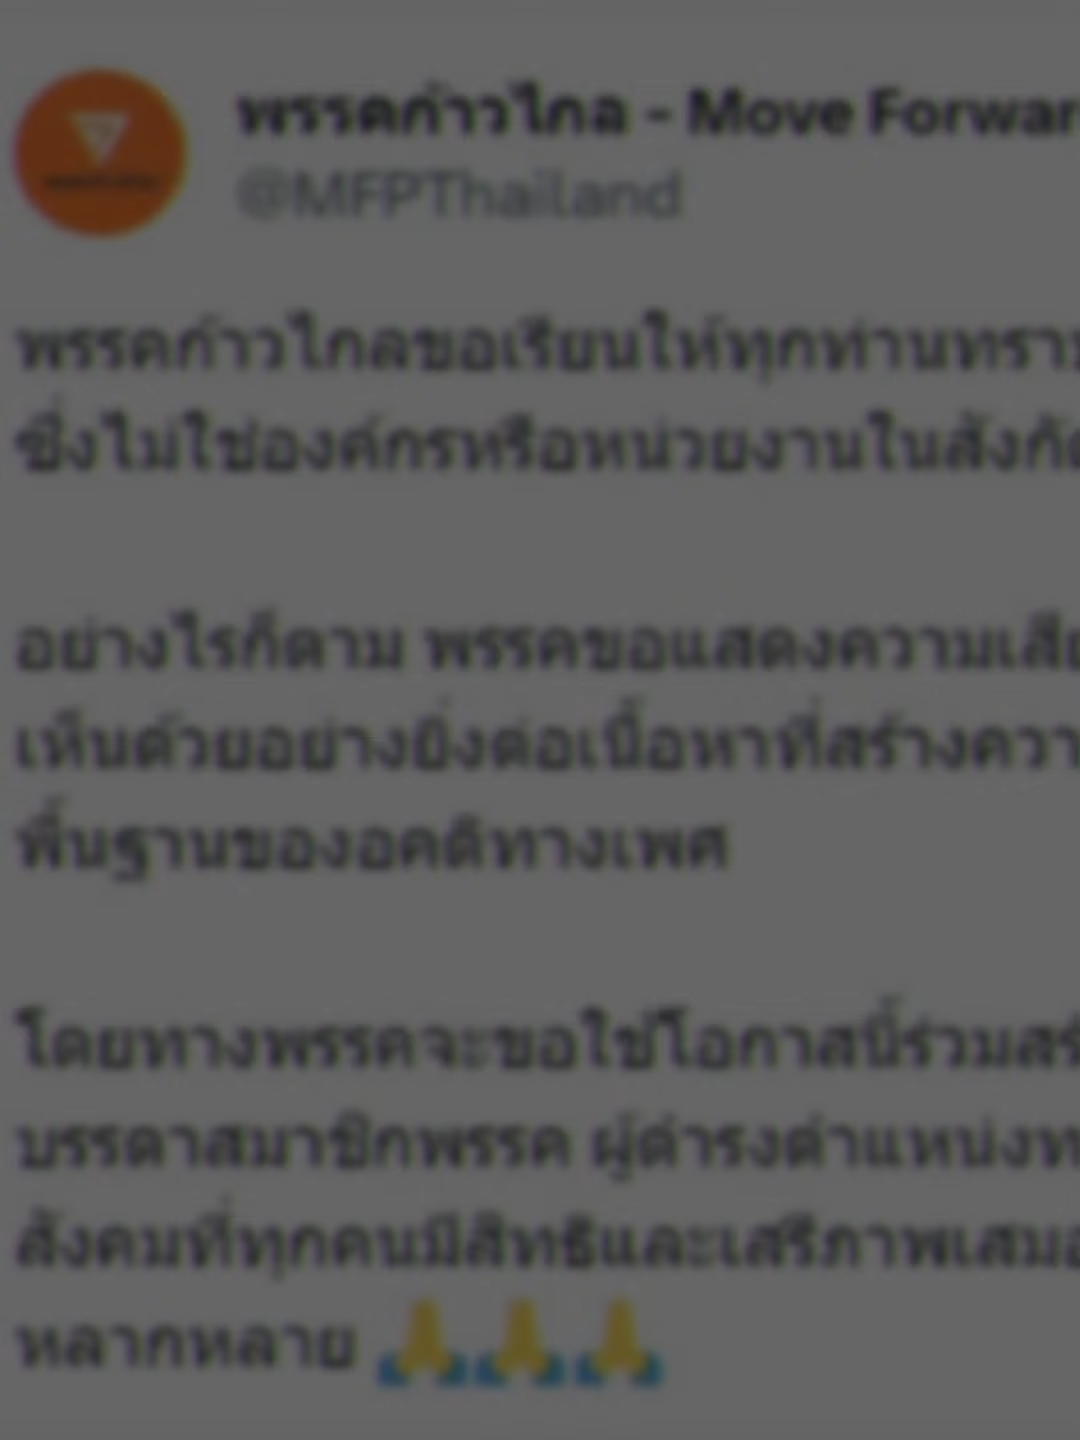 พรรคก้าวไกล - Move Forwar
@MFPThailand
พรรคก้าวไกลขอเรียนให้ทุกท่านทราบ
ซึ่งไม่ใช่องค์กรหรือหน่วยงานในสังกัด
อย่างไรก็ตาม พรรคขอแสดงความเสีย
เห็นด้วยอย่างยิ่งต่อเนื้อหาที่สร้างควา
พื้นฐานของอคติทางเพศ
โดยทางพรรคจะขอใช้โอกาสนี้ร่วมสร้
บรรดาสมาชิกพรรค ผู้ดำรงตำแหน่งท
สังคมที่ทุกคนมีสิทธิและเสรีภาพเสมอ
หลากหลาย 🙏🙏🙏